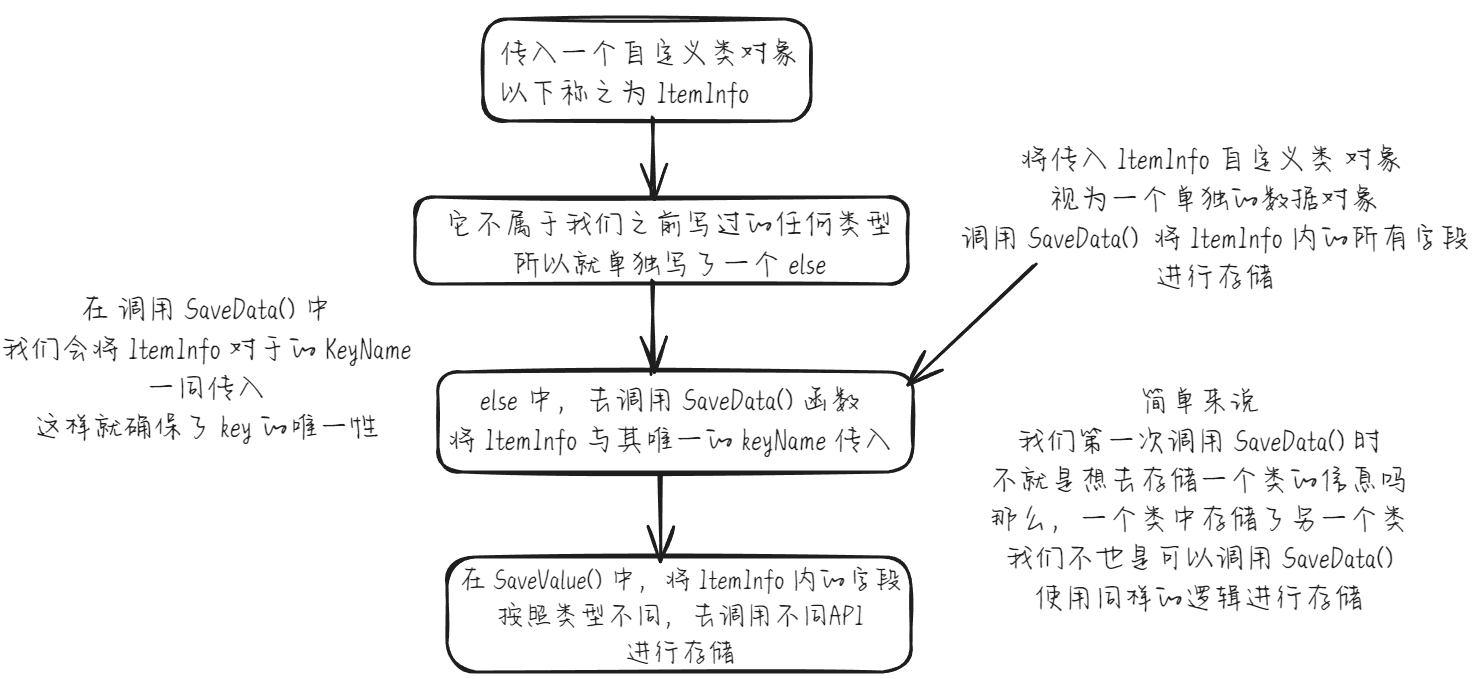 传入一个自定义类对象
以下称之为 ItemInfo
它不属于我们之前写过的任何类型
所以就单独写了一个 else
将传入 ItemInfo 自定义类 对象
视为一个单独的数据对象
调用 SaveData() 将 ItemInfo 内的所有字段
进行存储
在 调用 SaveData() 中
我们会将 ItemInfo 对于的 KeyName
一同传入
这样就确保了 key 的唯一性
else 中，去调用 SaveData() 函数
将 ItemInfo 与其唯一的 keyName 传入
简单来说
我们第一次调用 SaveData() 时
不就是想去存储一个类的信息吗
那么，一个类中存储了另一个类
我们不也是可以调用 SaveData()
使用同样的逻辑进行存储
在 SaveValue() 中，将 ItemInfo 内的字段
按照类型不同，去调用不同API
进行存储